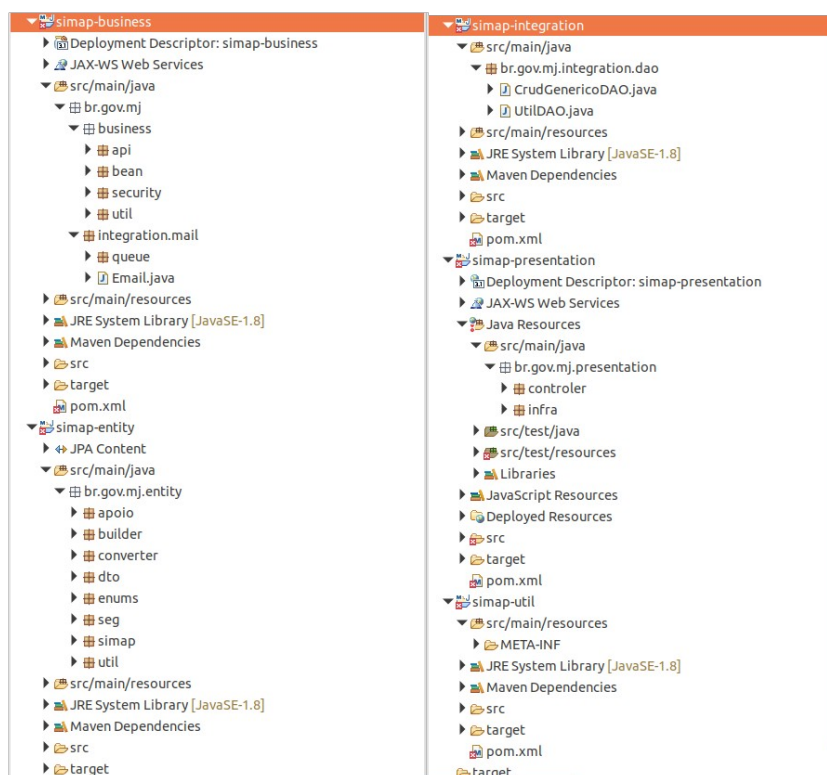 simap-business
Deployment Descriptor: simap-business
JAX-WS Web Services
src/main/java
br.gov.mj
business
api
bean
security
util
integration.mail
queue
Email.java
src/main/resources
JRE System Library [JavaSE-1.8]
Maven Dependencies
src
target
pom.xml
simap-entity
JPA Content
src/main/java
br.gov.mj.entity
apoio
builder
converter
dto
enums
seg
simap
util
src/main/resources
JRE System Library [JavaSE-1.8]
Maven Dependencies
src
target
simap-integration
src/main/java
br.gov.mj.integration.dao
CrudGenericoDAO.java
UtilDAO.java
src/main/resources
JRE System Library [JavaSE-1.8]
Maven Dependencies
src
target
pom.xml
simap-presentation
Deployment Descriptor: simap-presentation
JAX-WS Web Services
Java Resources
src/main/java
br.gov.mj.presentation
controler
infra
src/test/java
src/test/resources
Libraries
JavaScript Resources
Deployed Resources
src
target
pom.xml
simap-util
src/main/resources
META-INF
JRE System Library [JavaSE-1.8]
Maven Dependencies
src
target
pom.xml
target